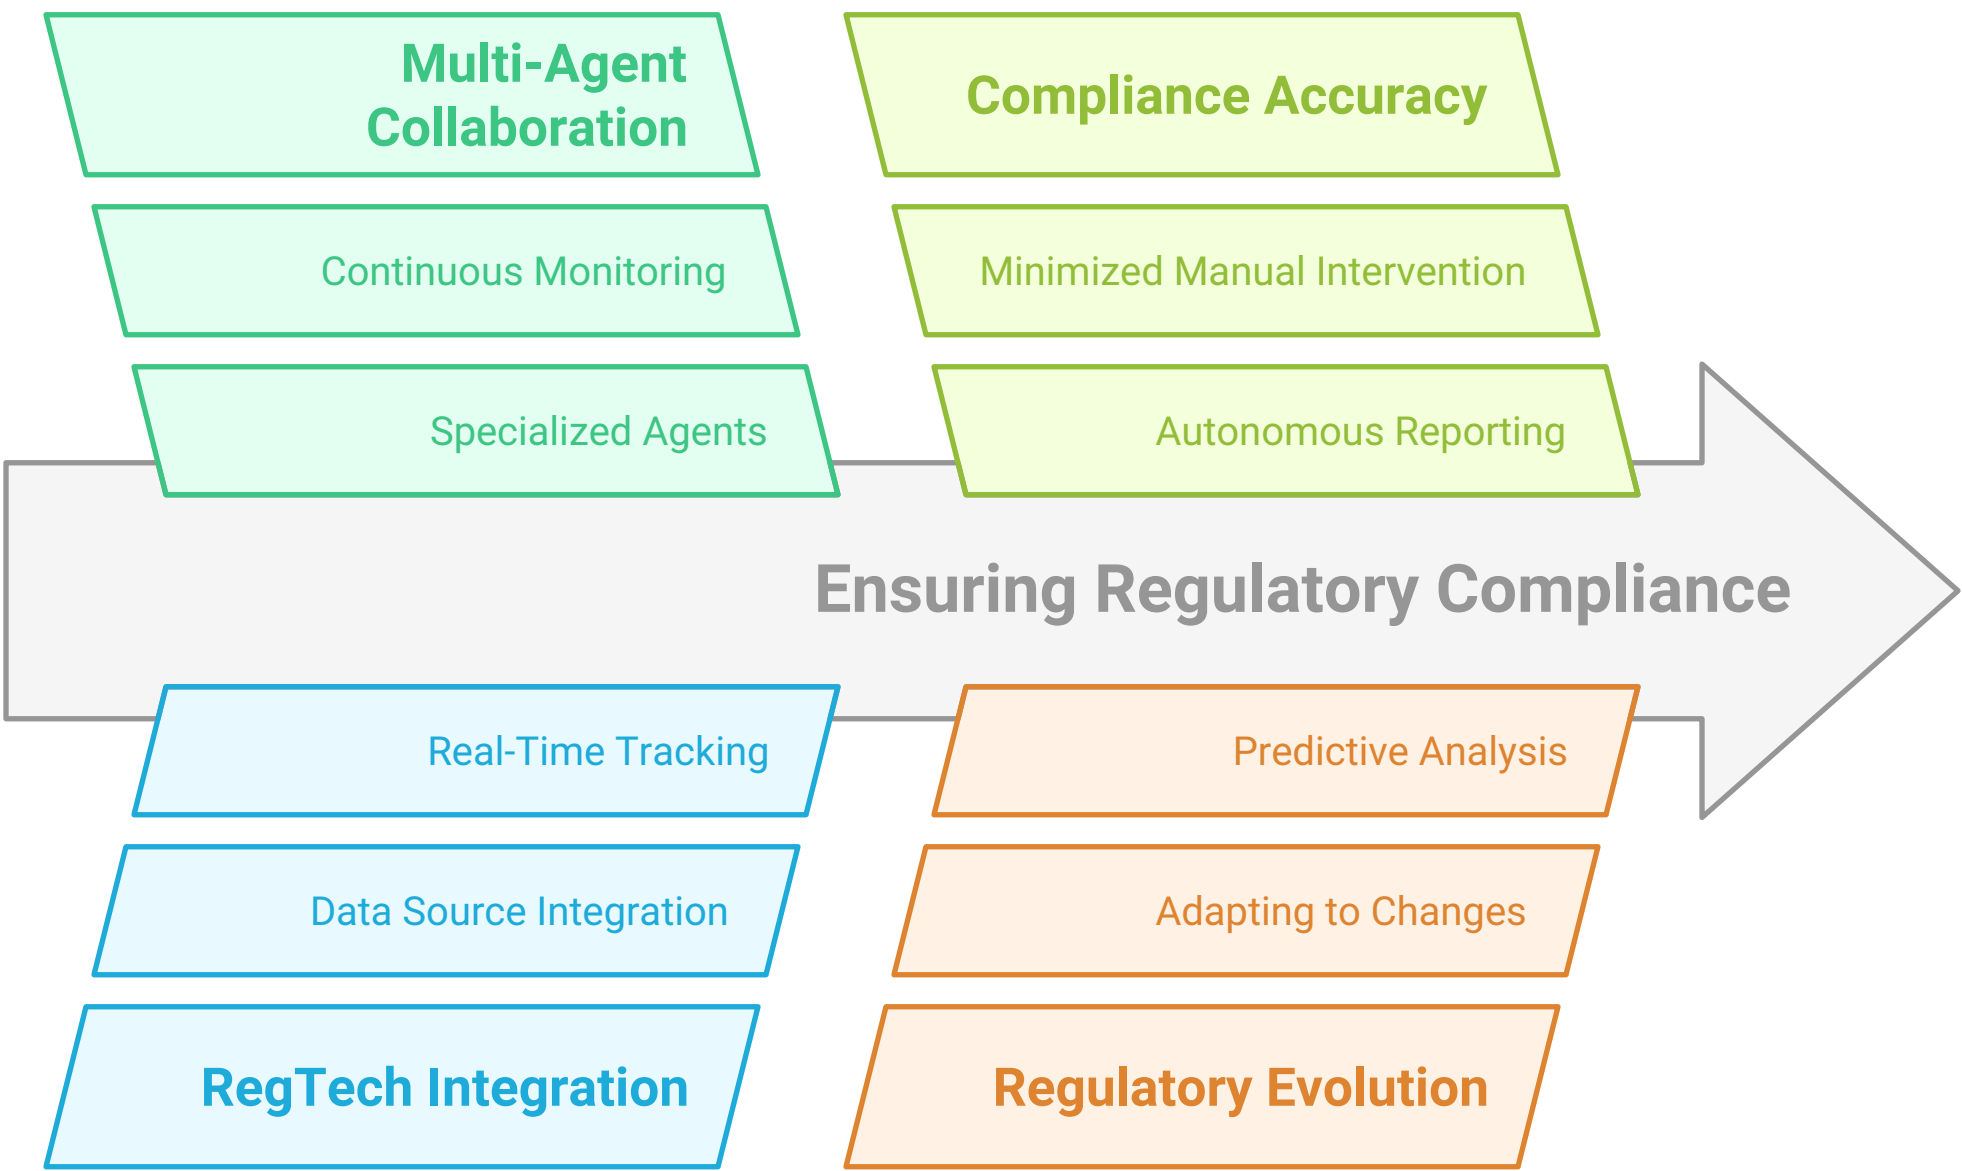 Multi-Agent
Collaboration
Continuous Monitoring
Specialized Agents
Compliance Accuracy
Minimized Manual Intervention
Autonomous Reporting
Ensuring Regulatory Compliance
Real-Time Tracking
Data Source Integration
RegTech Integration
Predictive Analysis
Adapting to Changes
Regulatory Evolution